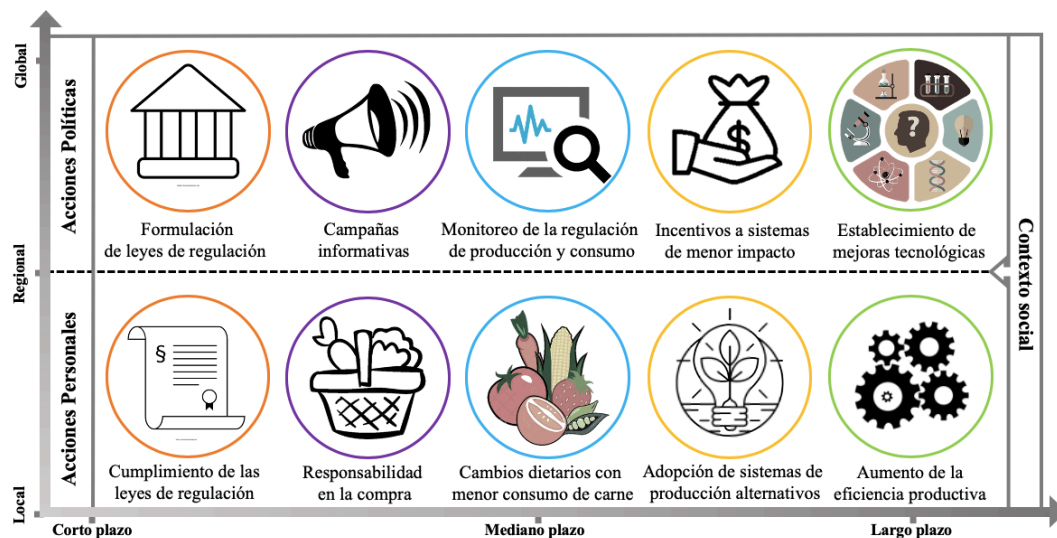 Global
Regional
Local
Acciones Políticas
Acciones Personales
Formulación
de leyes de regulación
Campañas
informativas
Monitoreo de la regulación
de producción y consumo
$
Incentivos a sistemas
de menor impacto
?
Establecimiento de
mejoras tecnológicas
§
Cumplimiento de las
leyes de regulación
Responsabilidad
en la compra
Cambios dietarios con
menor consumo de carne
Adopción de sistemas de
producción alternativos
Aumento de la
eficiencia productiva
Contexto social
Corto plazo
Mediano plazo
Largo plazo